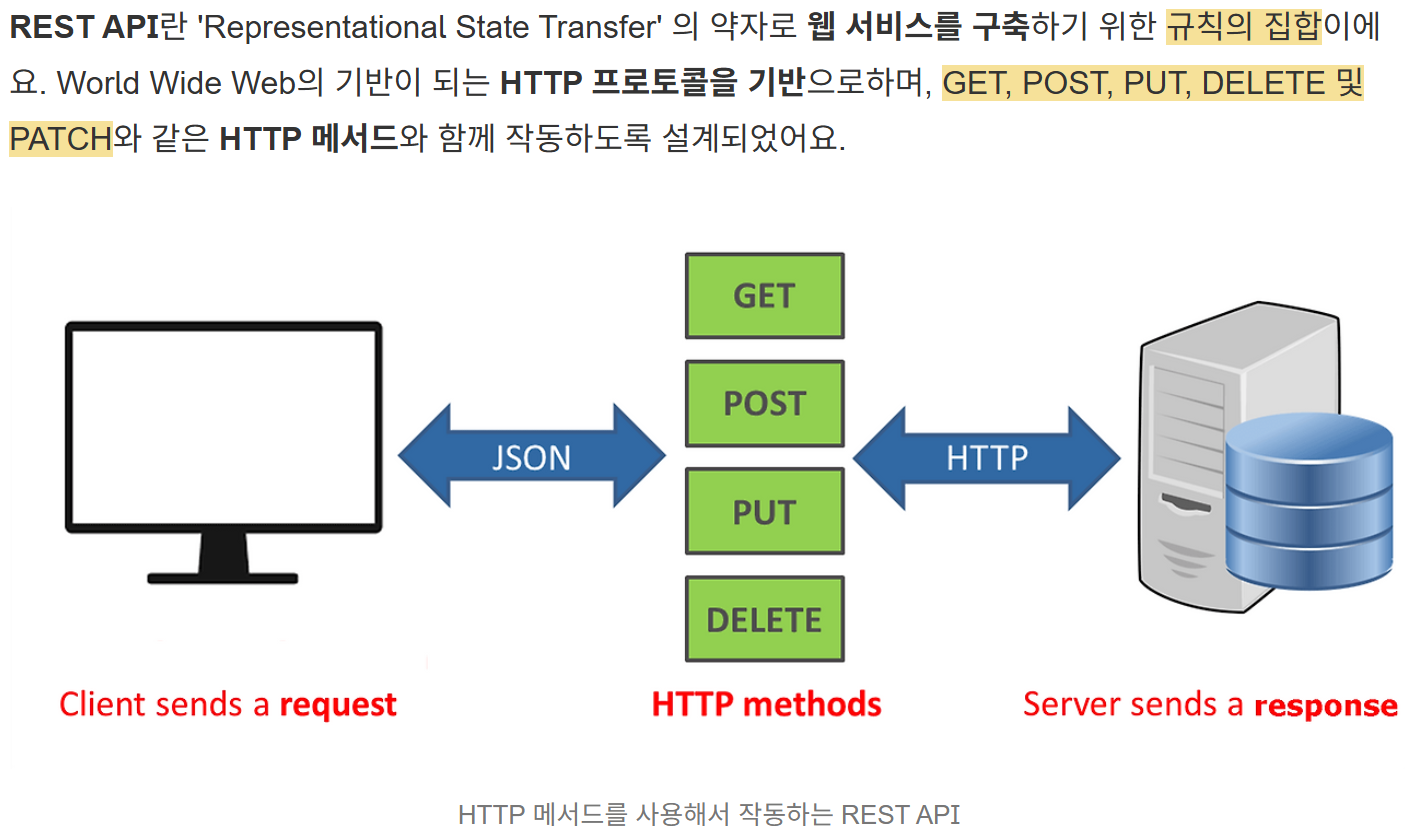 REST API란 'Representational State Transfer' 의 약자로 웹 서비스를 구축하기 위한 규칙의 집합이에
요. World Wide Web의 기반이 되는 HTTP 프로토콜을 기반으로하며, GET, POST, PUT, DELETE 및
PATCH와 같은 HTTP 메서드와 함께 작동하도록 설계되었어요.
GET
POST
JSON
HTTP
PUT
DELETE
Client sends a request
HTTP methods
Server sends a response
HTTP 메서드를 사용해서 작동하는 REST API